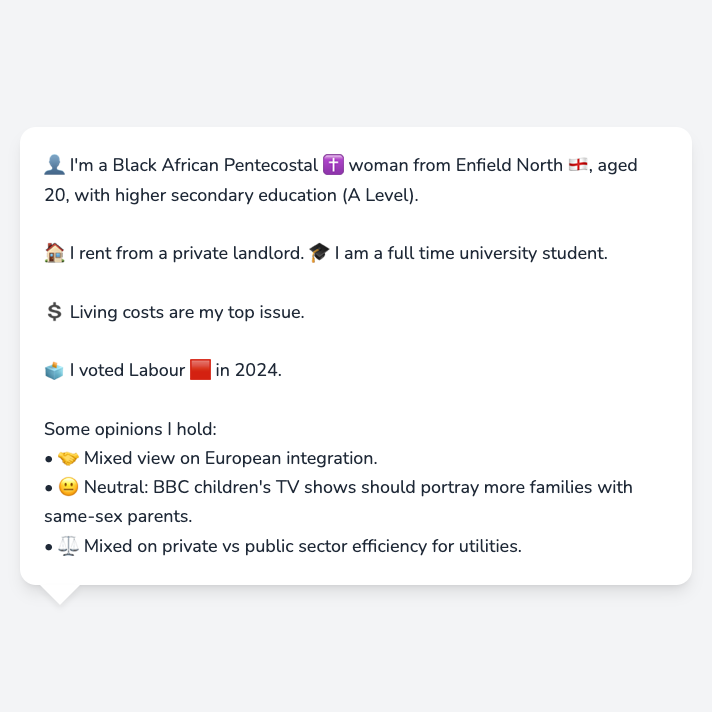 👤 I'm a Black African Pentecostal ✝️ woman from Enfield North 🏴󠁧󠁢󠁥󠁮󠁧󠁿, aged
20, with higher secondary education (A Level).
🏠 I rent from a private landlord. 🎓 I am a full time university student.
💲 Living costs are my top issue.
🗳️ I voted Labour 🟥 in 2024.
Some opinions I hold:
• 🤝 Mixed view on European integration.
• 😐 Neutral: BBC children's TV shows should portray more families with
same-sex parents.
• ⚖️ Mixed on private vs public sector efficiency for utilities.